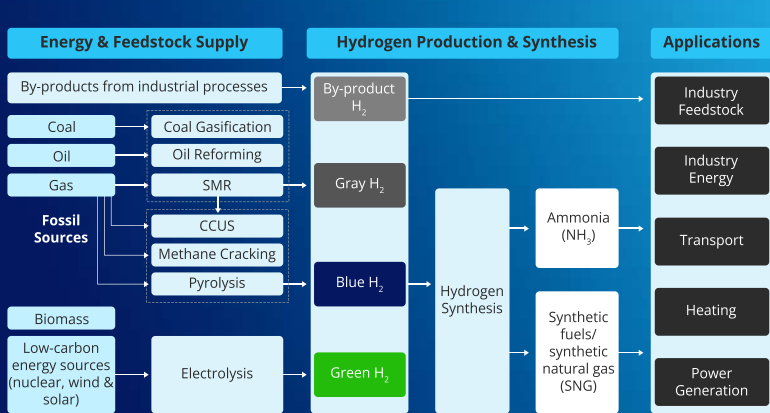 Energy & Feedstock Supply
Hydrogen Production & Synthesis
Applications
By-products from industrial processes
By-product
H2
Industry
Feedstock
Coal
Coal Gasification
Oil
Oil Reforming
Gas
SMR
Gray H2
Industry
Energy
Fossil
Sources
CCUS
Methane Cracking
Pyrolysis
Blue H2
Hydrogen
Synthesis
Ammonia
(NH3)
Transport
Synthetic
fuels/
synthetic
natural gas
(SNG)
Heating
Biomass
Low-carbon
energy sources
(nuclear, wind &
solar)
Electrolysis
Green H2
Power
Generation